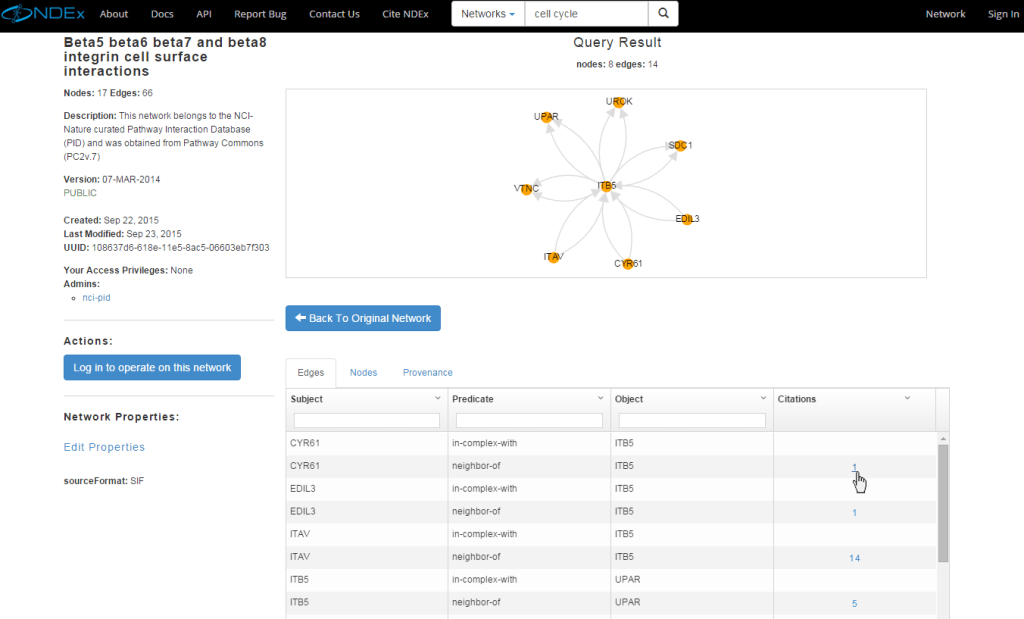 NDEx About Docs API Report Bug Contact Us Cite NDEx Networks cell cycle Network Sign In
Beta5 beta6 beta7 and beta8
integrin cell surface
interactions
Nodes: 17 Edges: 66
Description: This network belongs to the NCI-
Nature curated Pathway Interaction Database
(PID) and was obtained from Pathway Commons
(PC2v.7)
Version: 07-MAR-2014
PUBLIC
Created: Sep 22, 2015
Last Modified: Sep 23, 2015
UUID: 108637d6-618e-11e5-8ac5-06603eb7f303
Your Access Privileges: None
Admins:
nci-pid
Actions:
Log in to operate on this network
Network Properties:
Edit Properties
sourceFormat: SIF
Query Result
nodes: 8 edges: 14
UROK
UPAR
SDC1
VTNC
ITB5
EDIL3
ITAV
CYR61
Back To Original Network
Edges Nodes Provenance
Subject Predicate Object Citations
CYR61 in-complex-with ITB5
CYR61 neighbor-of ITB5 1
EDIL3 in-complex-with ITB5
EDIL3 neighbor-of ITB5 1
ITAV in-complex-with ITB5
ITAV neighbor-of ITB5 14
ITB5 in-complex-with UPAR
ITB5 neighbor-of UPAR 5